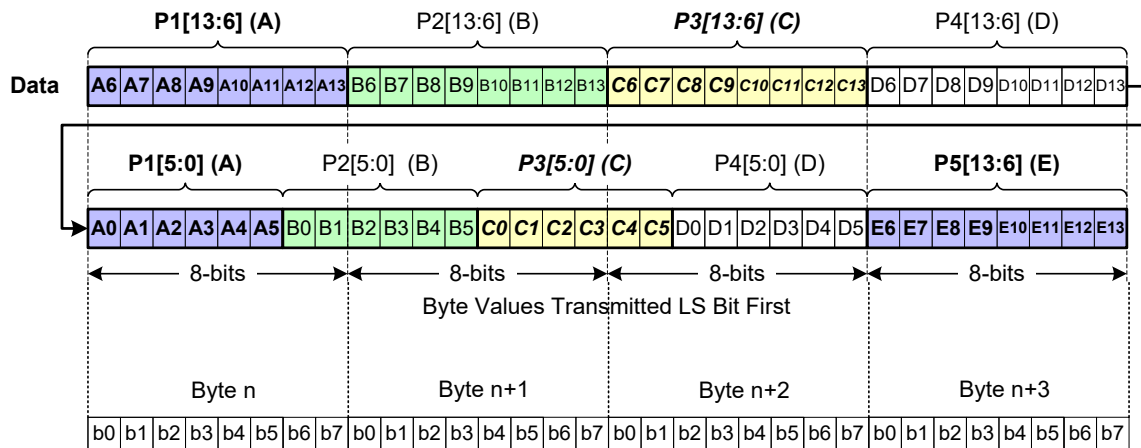 P1[13:6] (A) P2[13:6] (B) P3[13:6] (C) P4[13:6] (D)
Data A6 A7 A8 A9 A10 A11 A12 A13 B6 B7 B8 B9 B10 B11 B12 B13 C6 C7 C8 C9 C10 C11 C12 C13 D6 D7 D8 D9 D10 D11 D12 D13
P1[5:0] (A) P2[5:0] (B) P3[5:0] (C) P4[5:0] (D) P5[13:6] (E)
A0 A1 A2 A3 A4 A5 B0 B1 B2 B3 B4 B5 C0 C1 C2 C3 C4 C5 D0 D1 D2 D3 D4 D5 E6 E7 E8 E9 E10 E11 E12 E13
8-bits 8-bits 8-bits 8-bits
Byte Values Transmitted LS Bit First
Byte n Byte n+1 Byte n+2 Byte n+3
b0 b1 b2 b3 b4 b5 b6 b7 b0 b1 b2 b3 b4 b5 b6 b7 b0 b1 b2 b3 b4 b5 b6 b7 b0 b1 b2 b3 b4 b5 b6 b7